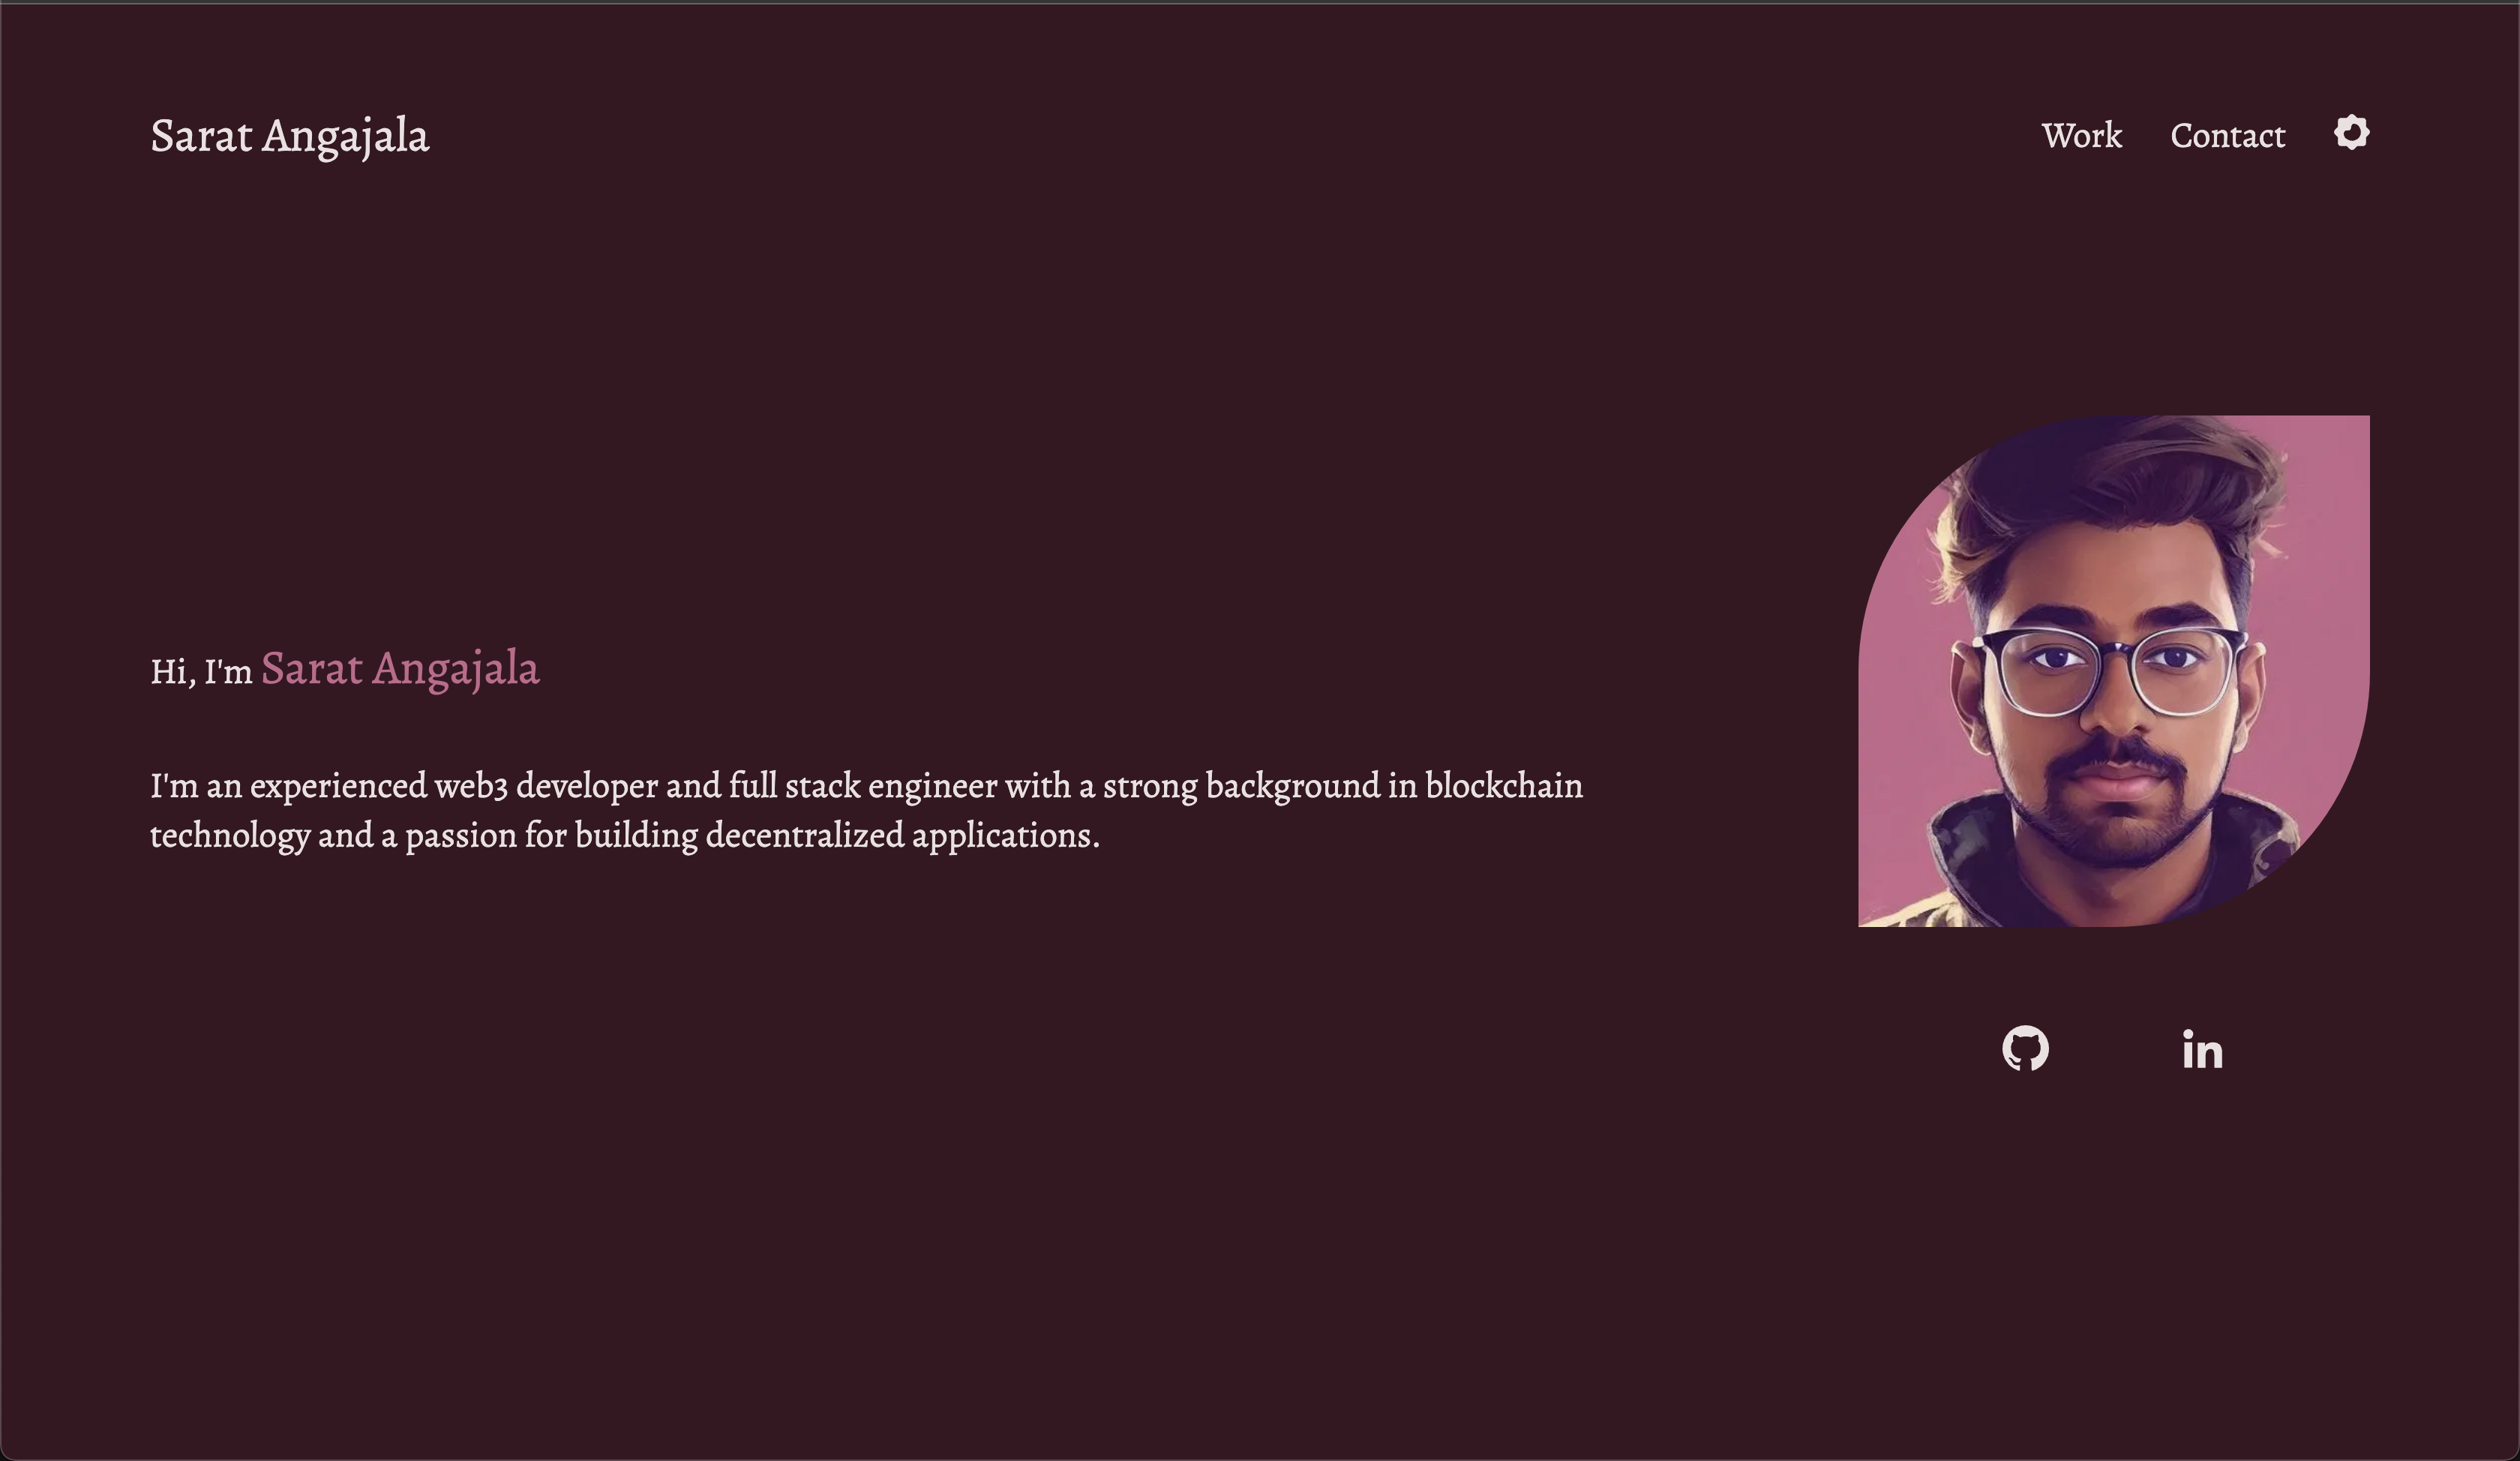 Sarat Angajala
Work Contact
Hi, I'm Sarat Angajala
I'm an experienced web3 developer and full stack engineer with a strong background in blockchain
technology and a passion for building decentralized applications.
in